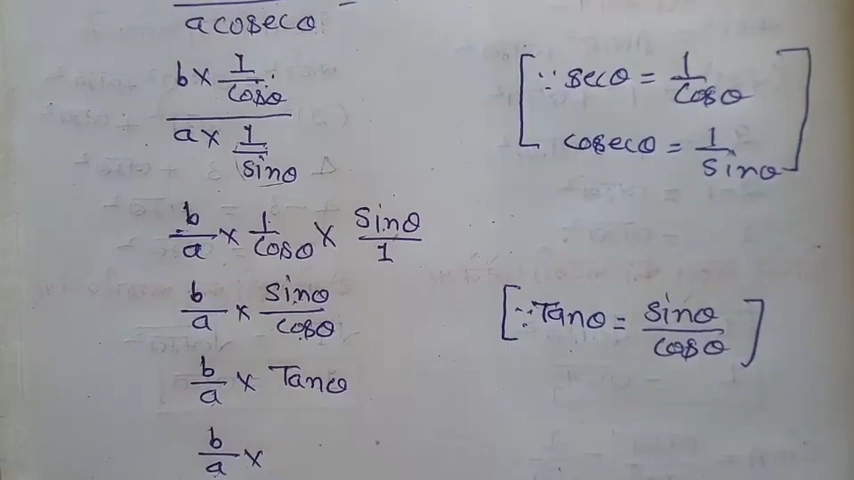 a cosecθ
b × 1/cosθ
a × 1/sinθ
[∵ secθ = 1/cosθ
cosecθ = 1/sinθ]
b/a × 1/cosθ × sinθ/1
b/a × sinθ/cosθ
[∵ Tanθ = sinθ/cosθ]
b/a × Tanθ
b/a ×